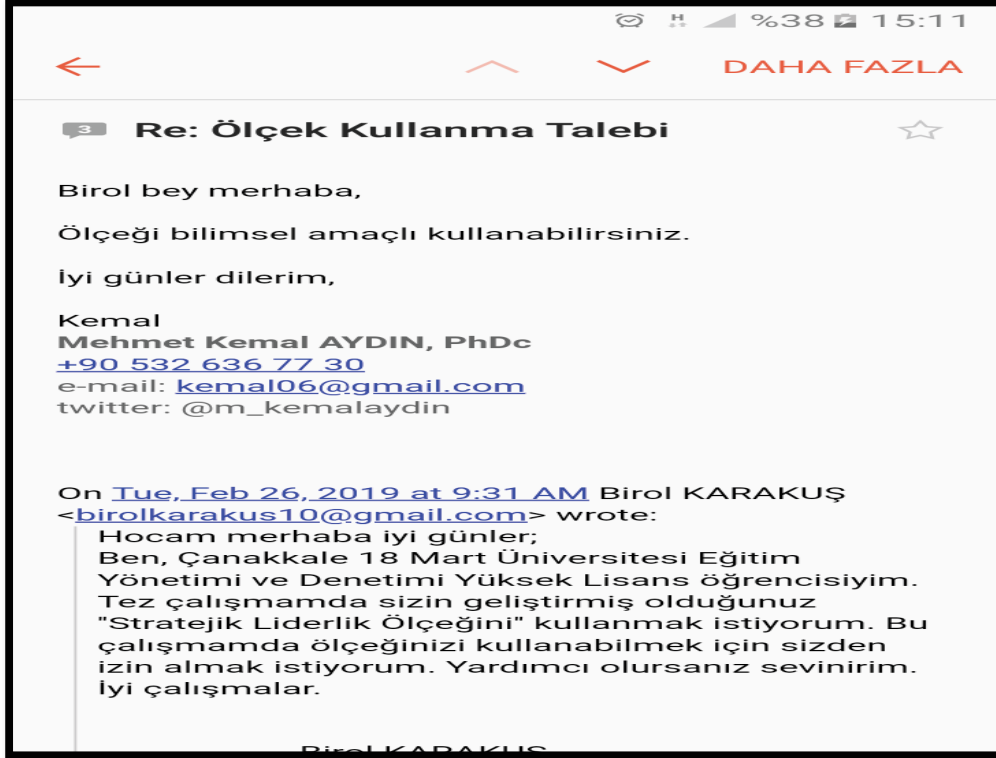 %38 15:11
DAHA FAZLA
3 Re: Ölçek Kullanma Talebi
Birol bey merhaba,
Ölçeği bilimsel amaçlı kullanabilirsiniz.
İyi günler dilerim,
Kemal
Mehmet Kemal AYDIN, PhDc
+90 532 636 77 30
e-mail: kemal06@gmail.com
twitter: @m_kemalaydin
On Tue, Feb 26, 2019 at 9:31 AM Birol KARAKUŞ
<birolkarakus10@gmail.com> wrote:
Hocam merhaba iyi günler;
Ben, Çanakkale 18 Mart Üniversitesi Eğitim
Yönetimi ve Denetimi Yüksek Lisans öğrencisiyim.
Tez çalışmamda sizin geliştirmiş olduğunuz
"Stratejik Liderlik Ölçeğini" kullanmak istiyorum. Bu
çalışmamda ölçeğinizi kullanabilmek için sizden
izin almak istiyorum. Yardımcı olursanız sevinirim.
İyi çalışmalar.
Birol KARAKUŞ